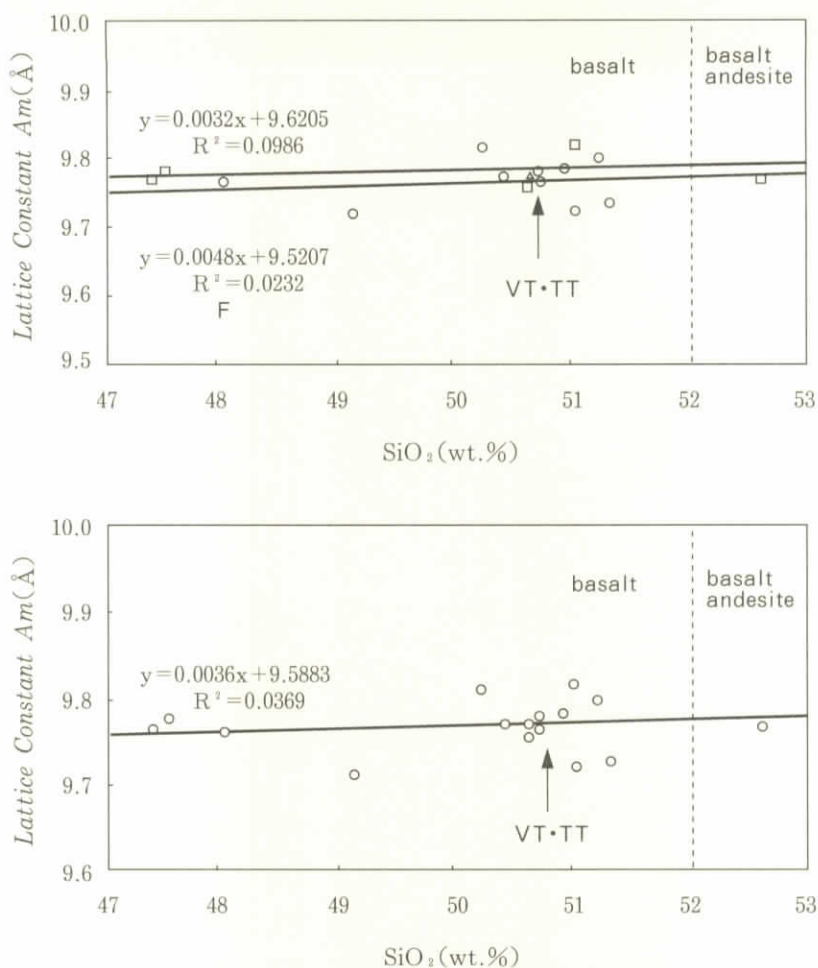 10.0
9.9
9.8
9.7
9.6
9.5
Lattice Constant Am(Å)
basalt
basalt
andesite
y=0.0032x+9.6205
R²=0.0986
y=0.0048x+9.5207
R²=0.0232
F
VT•TT
47 48 49 50 51 52 53
SiO₂(wt.%)
10.0
9.9
9.8
9.7
9.6
Lattice Constant Am(Å)
basalt
basalt
andesite
y=0.0036x+9.5883
R²=0.0369
VT•TT
47 48 49 50 51 52 53
SiO₂(wt.%)